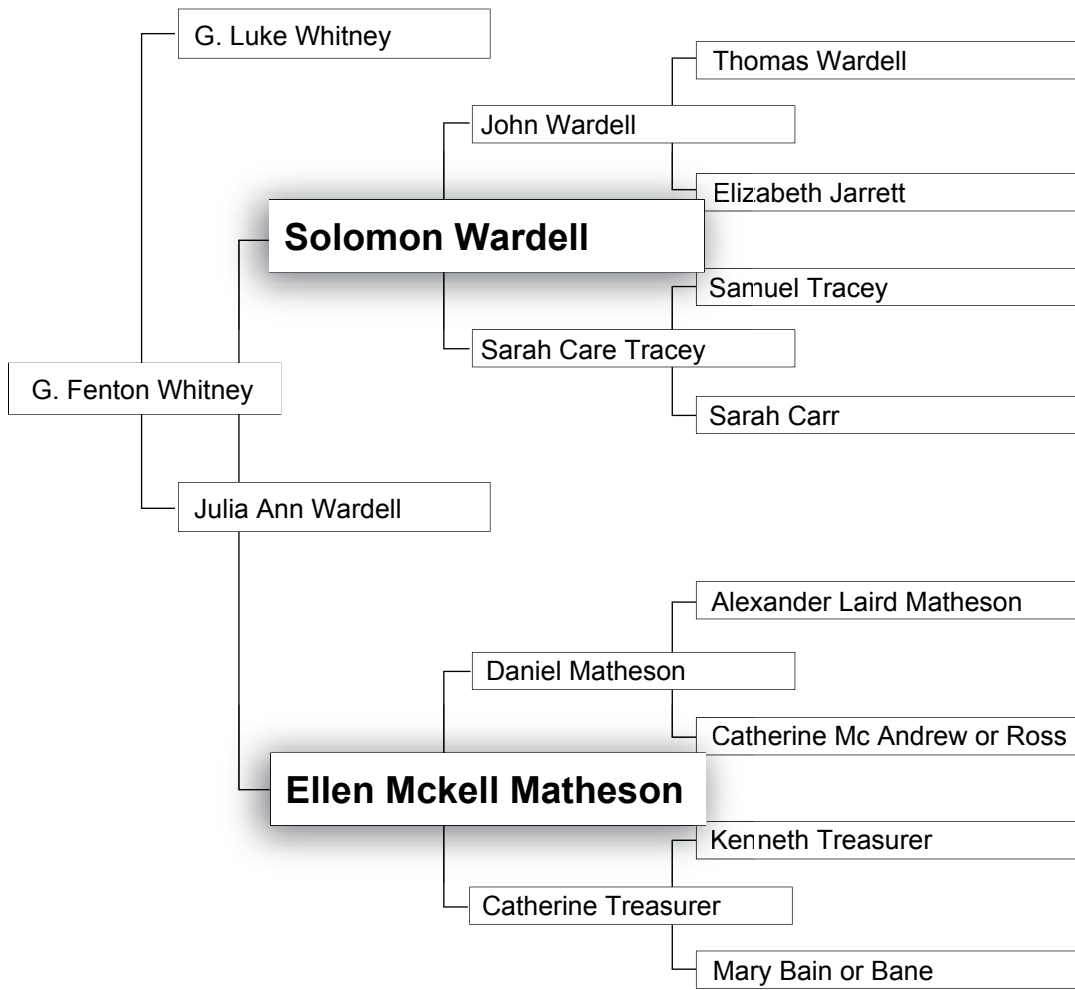 G. Luke Whitney
Thomas Wardell
John Wardell
Elizabeth Jarrett
Solomon Wardell
Samuel Tracey
Sarah Care Tracey
G. Fenton Whitney
Sarah Carr
Julia Ann Wardell
Alexander Laird Matheson
Daniel Matheson
Catherine Mc Andrew or Ross
Ellen Mckell Matheson
Kenneth Treasurer
Catherine Treasurer
Mary Bain or Bane